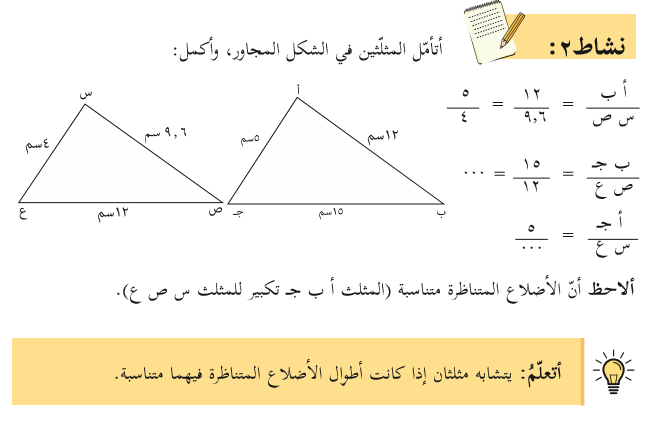 نشاط٢:
أتأمّل المثلّثين في الشكل المجاور، وأكمل:
أ ب / س ص = ١٢ / ٩,٦ = ٥ / ٤
ب جـ / ص ع = ١٥ / ١٢ = ...
أ جـ / س ع = ٥ / ...
أ
٥سم
١٢سم
جـ
١٥سم
ب
س
٤سم
٩,٦ سم
ع
١٢سم
ص
ألاحظ أنّ الأضلاع المتناظرة متناسبة (المثلث أ ب جـ تكبير للمثلث س ص ع).
أتعلّمُ: يتشابه مثلثان إذا كانت أطوال الأضلاع المتناظرة فيهما متناسبة.